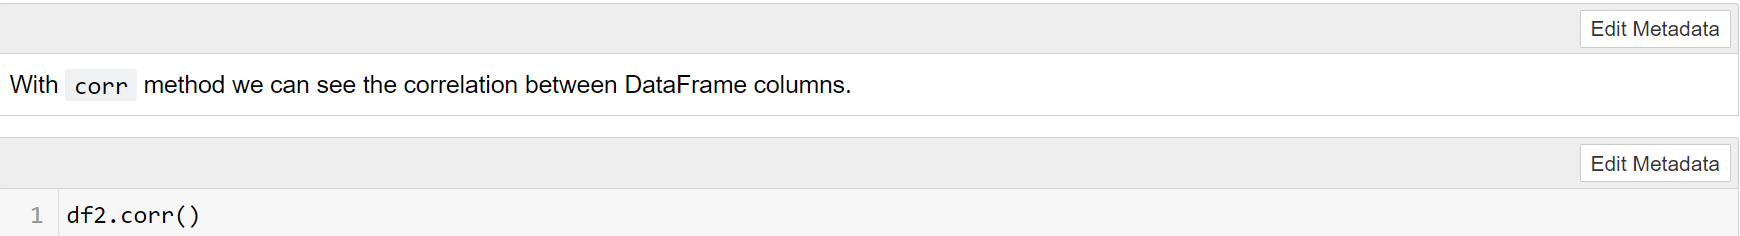 Edit Metadata
With corr method we can see the correlation between DataFrame columns.
Edit Metadata
1 df2.corr()